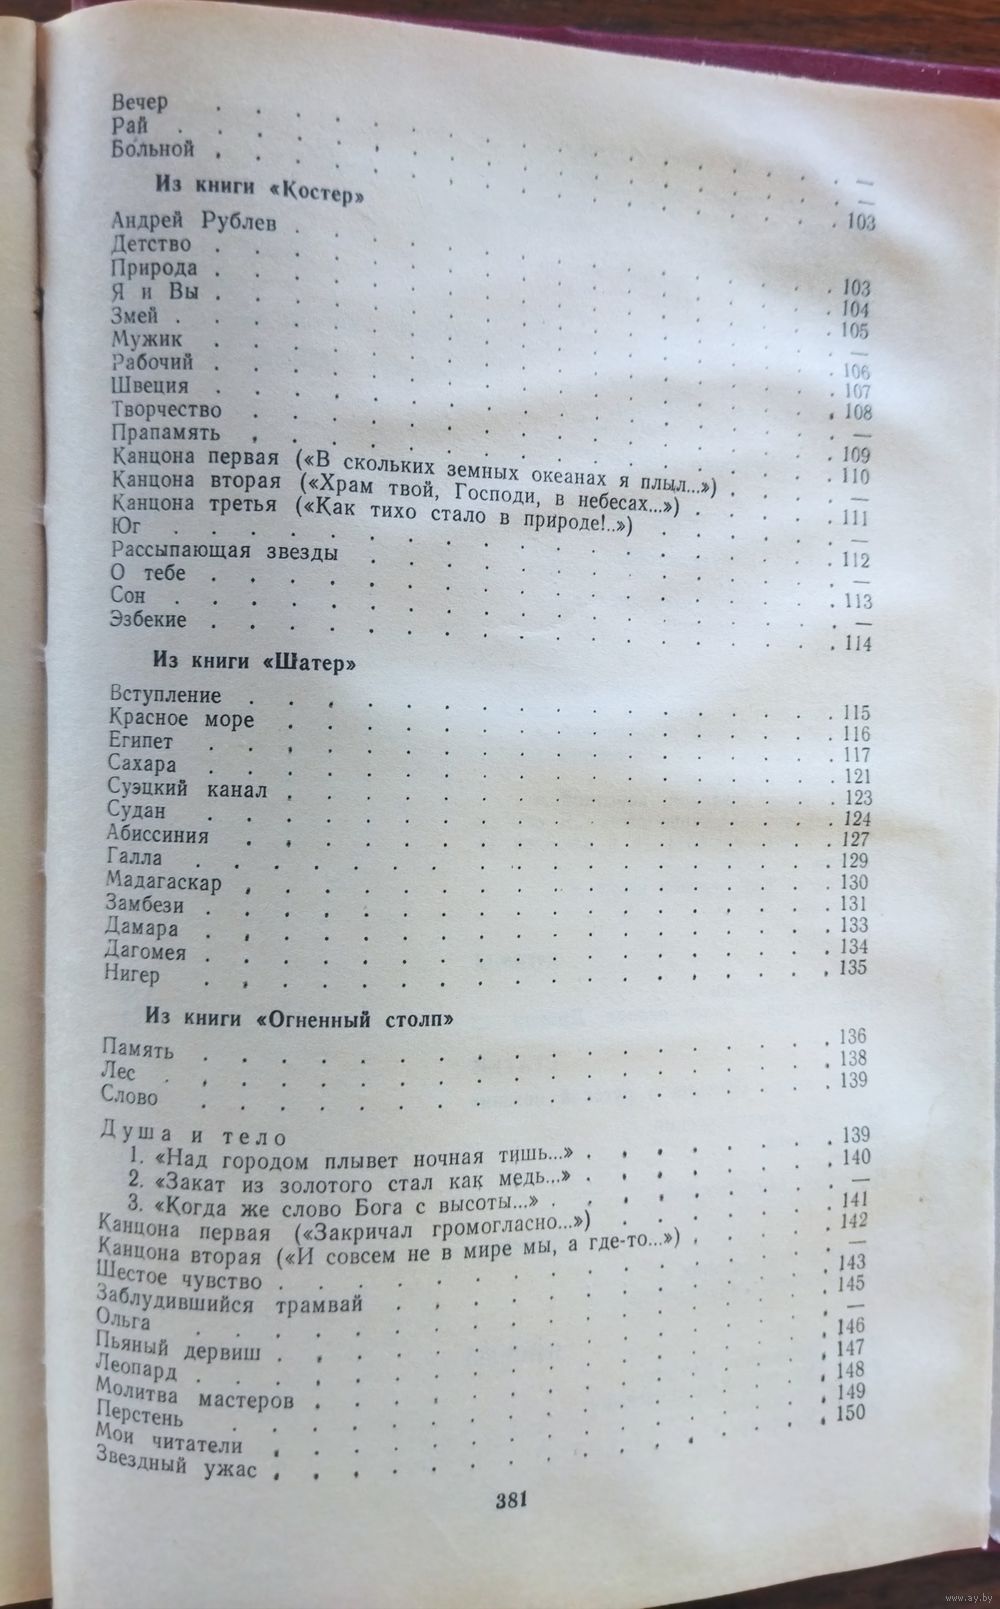 Вечер . . . . . . . . . . . . . . . . —
Рай . . . . . . . . . . . . . . . . —
Больной . . . . . . . . . . . . . . . . 103
Из книги «Костер»
Андрей Рублев . . . . . . . . . . . . . . 103
Детство . . . . . . . . . . . . . . . . 104
Природа . . . . . . . . . . . . . . . . 105
Я и Вы . . . . . . . . . . . . . . . . —
Змей . . . . . . . . . . . . . . . . 106
Мужик . . . . . . . . . . . . . . . . 107
Рабочий . . . . . . . . . . . . . . . . 108
Швеция . . . . . . . . . . . . . . . . —
Творчество . . . . . . . . . . . . . . . 109
Прапамять . . . . . . . . . . . . . . . 110
Канцона первая («В скольких земных океанах я плыл...») . . . —
Канцона вторая («Храм твой, Господи, в небесах...») . . . . 111
Канцона третья («Как тихо стало в природе!..») . . . . . —
Юг . . . . . . . . . . . . . . . . 112
Рассыпающая звезды . . . . . . . . . . . . —
О тебе . . . . . . . . . . . . . . . . 113
Сон . . . . . . . . . . . . . . . . —
Эзбекие . . . . . . . . . . . . . . . . 114
Из книги «Шатер»
Вступление . . . . . . . . . . . . . . . 115
Красное море . . . . . . . . . . . . . . 116
Египет . . . . . . . . . . . . . . . . 117
Сахара . . . . . . . . . . . . . . . . 121
Суэцкий канал . . . . . . . . . . . . . . 123
Судан . . . . . . . . . . . . . . . . 124
Абиссиния . . . . . . . . . . . . . . . 127
Галла . . . . . . . . . . . . . . . . 129
Мадагаскар . . . . . . . . . . . . . . . 130
Замбези . . . . . . . . . . . . . . . . 131
Дамара . . . . . . . . . . . . . . . . 133
Дагомея . . . . . . . . . . . . . . . . 134
Нигер . . . . . . . . . . . . . . . . 135
Из книги «Огненный столп»
Память . . . . . . . . . . . . . . . . 136
Лес . . . . . . . . . . . . . . . . 138
Слово . . . . . . . . . . . . . . . . 139
Душа и тело
1. «Над городом плывет ночная тишь...» . . . . . . . 139
2. «Закат из золотого стал как медь...» . . . . . . . 140
3. «Когда же слово Бога с высоты...» . . . . . . . . —
Канцона первая («Закричал громогласно...») . . . . . . 141
Канцона вторая («И совсем не в мире мы, а где-то...») . . . . 142
Шестое чувство . . . . . . . . . . . . . . —
Заблудившийся трамвай . . . . . . . . . . . 143
Ольга . . . . . . . . . . . . . . . . 145
Пьяный дервиш . . . . . . . . . . . . . . —
Леопард . . . . . . . . . . . . . . . . 146
Молитва мастеров . . . . . . . . . . . . . 147
Перстень . . . . . . . . . . . . . . . . 148
Мои читатели . . . . . . . . . . . . . . 149
Звездный ужас . . . . . . . . . . . . . . 150
381
www.ay.by